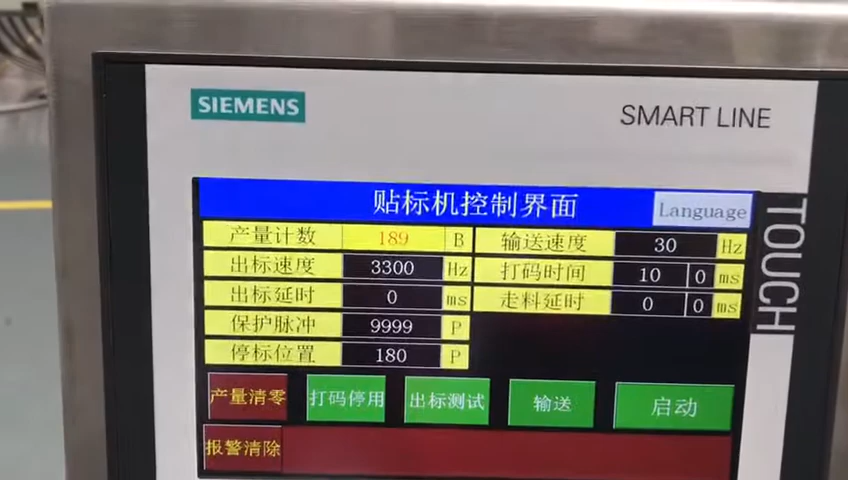 SIEMENS
SMART LINE
TOUCH
贴标机控制界面 Language
产量计数 189 B 输送速度 30 Hz
出标速度 3300 Hz 打码时间 10 0 ms
出标延时 0 ms 走料延时 0 0 ms
保护脉冲 9999 P
停标位置 180 P
产量清零 打码停用 出标测试 输送 启动
报警清除